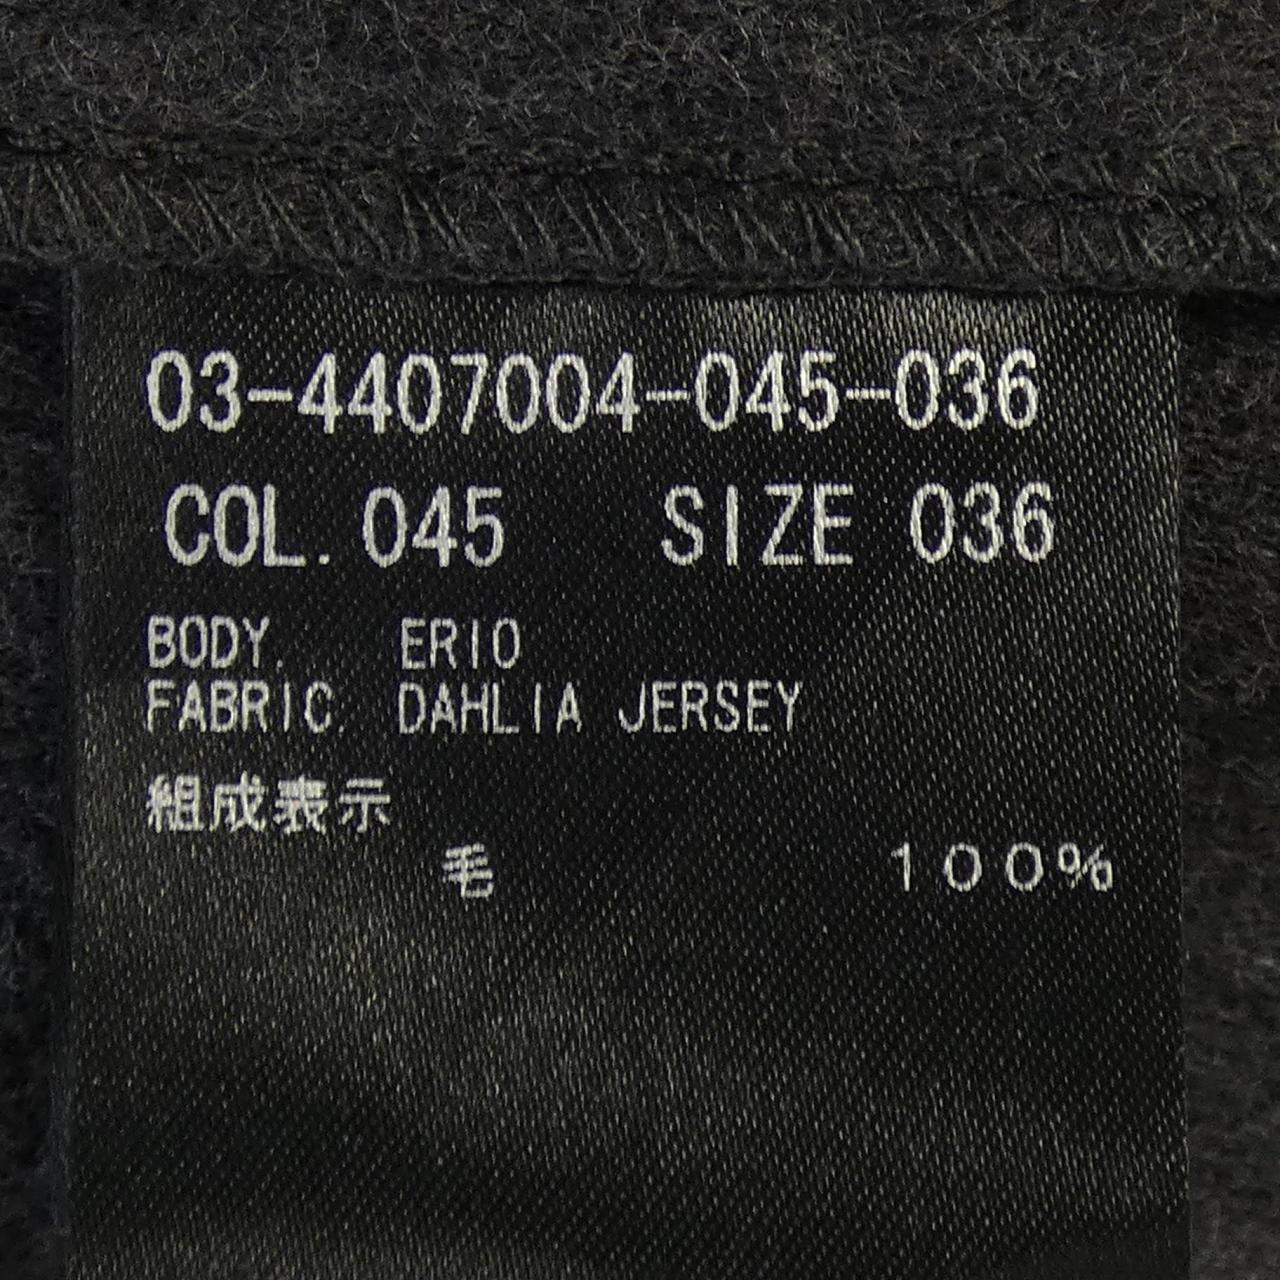 03-4407004-045-036
COL. 045 SIZE 036
BODY. ERIO
FABRIC. DAHLIA JERSEY
組成表示
毛 100%